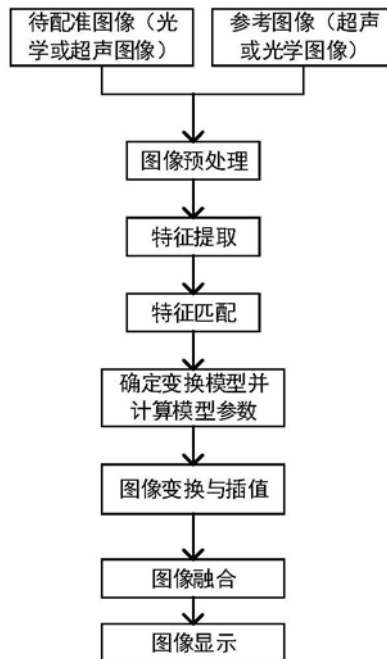 待配准图像（光
学或超声图像）
参考图像（超声
或光学图像）
图像预处理
特征提取
特征匹配
确定变换模型并
计算模型参数
图像变换与插值
图像融合
图像显示